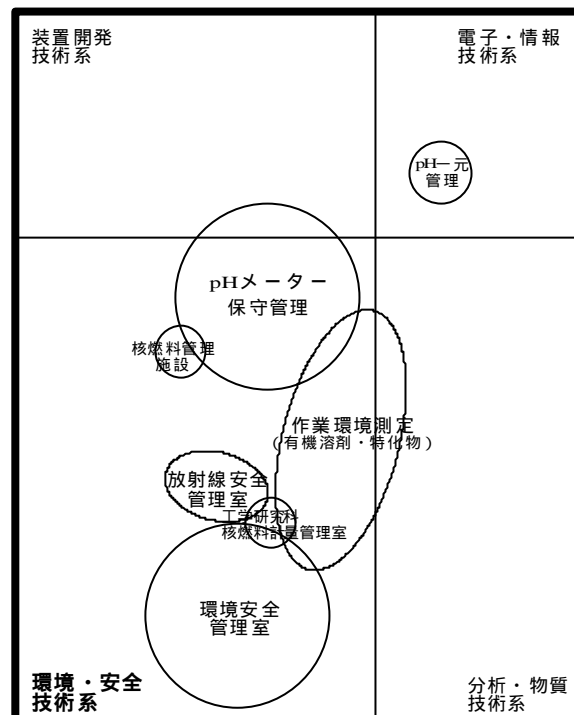 装置開発
技術系
電子・情報
技術系
pH一元
管理
pHメーター
保守管理
核燃料管理
施設
作業環境測定
(有機溶剤・特化物)
放射線安全
管理室
工学研究科
核燃料計量管理室
環境安全
管理室
環境・安全
技術系
分析・物質
技術系